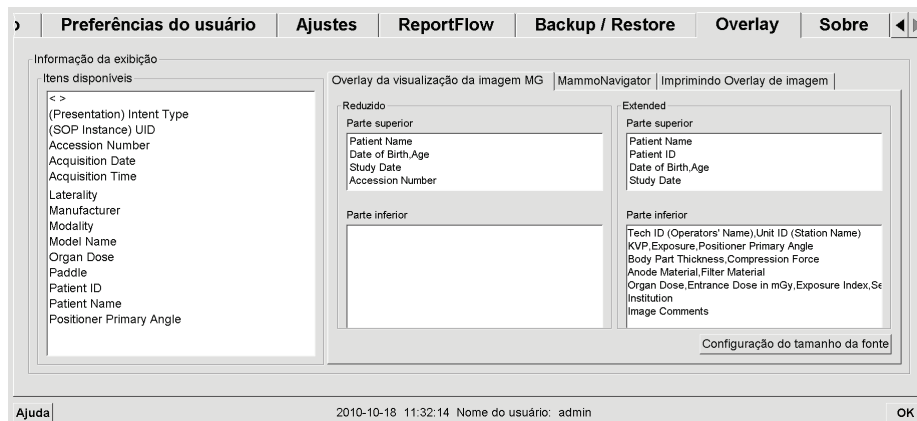 Preferências do usuário Ajustes ReportFlow Backup / Restore Overlay Sobre
Informação da exibição
Itens disponíveis
< >
(Presentation) Intent Type
(SOP Instance) UID
Accession Number
Acquisition Date
Acquisition Time
Laterality
Manufacturer
Modality
Model Name
Organ Dose
Paddle
Patient ID
Patient Name
Positioner Primary Angle
Overlay da visualização da imagem MG MammoNavigator Imprimindo Overlay de imagem
Reduzido
Parte superior
Patient Name
Date of Birth,Age
Study Date
Accession Number
Parte inferior
Extended
Parte superior
Patient Name
Patient ID
Date of Birth,Age
Study Date
Parte inferior
Tech ID (Operators' Name),Unit ID (Station Name)
KVP,Exposure,Positioner Primary Angle
Body Part Thickness,Compression Force
Anode Material,Filter Material
Organ Dose,Entrance Dose in mGy,Exposure Index,Se
Institution
Image Comments
Configuração do tamanho da fonte
Ajuda 2010-10-18 11:32:14 Nome do usuário: admin OK